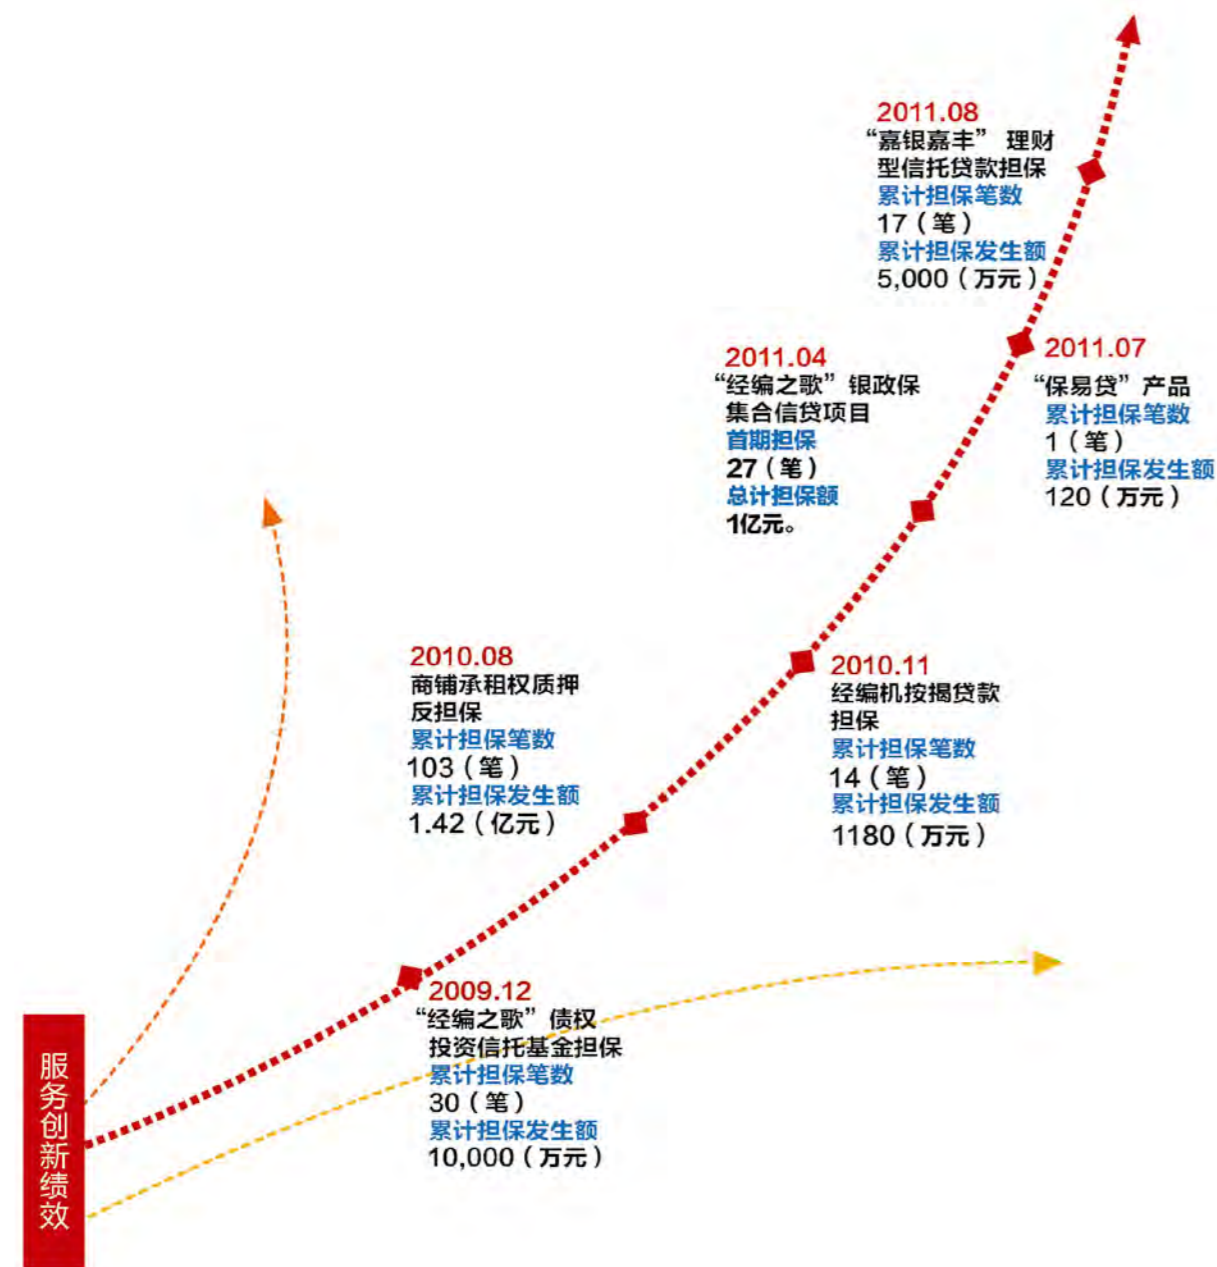 2011.08
“嘉银嘉丰” 理财
型信托贷款担保
累计担保笔数
17（笔）
累计担保发生额
5,000（万元）
2011.04
“经编之歌” 银政保
集合信贷项目
首期担保
27（笔）
总计担保额
1亿元。
2011.07
“保易贷” 产品
累计担保笔数
1（笔）
累计担保发生额
120（万元）
2010.08
商铺承租权质押
反担保
累计担保笔数
103（笔）
累计担保发生额
1.42（亿元）
2010.11
经编机按揭贷款
担保
累计担保笔数
14（笔）
累计担保发生额
1180（万元）
2009.12
“经编之歌” 债权
投资信托基金担保
累计担保笔数
30（笔）
累计担保发生额
10,000（万元）
服务创新绩效